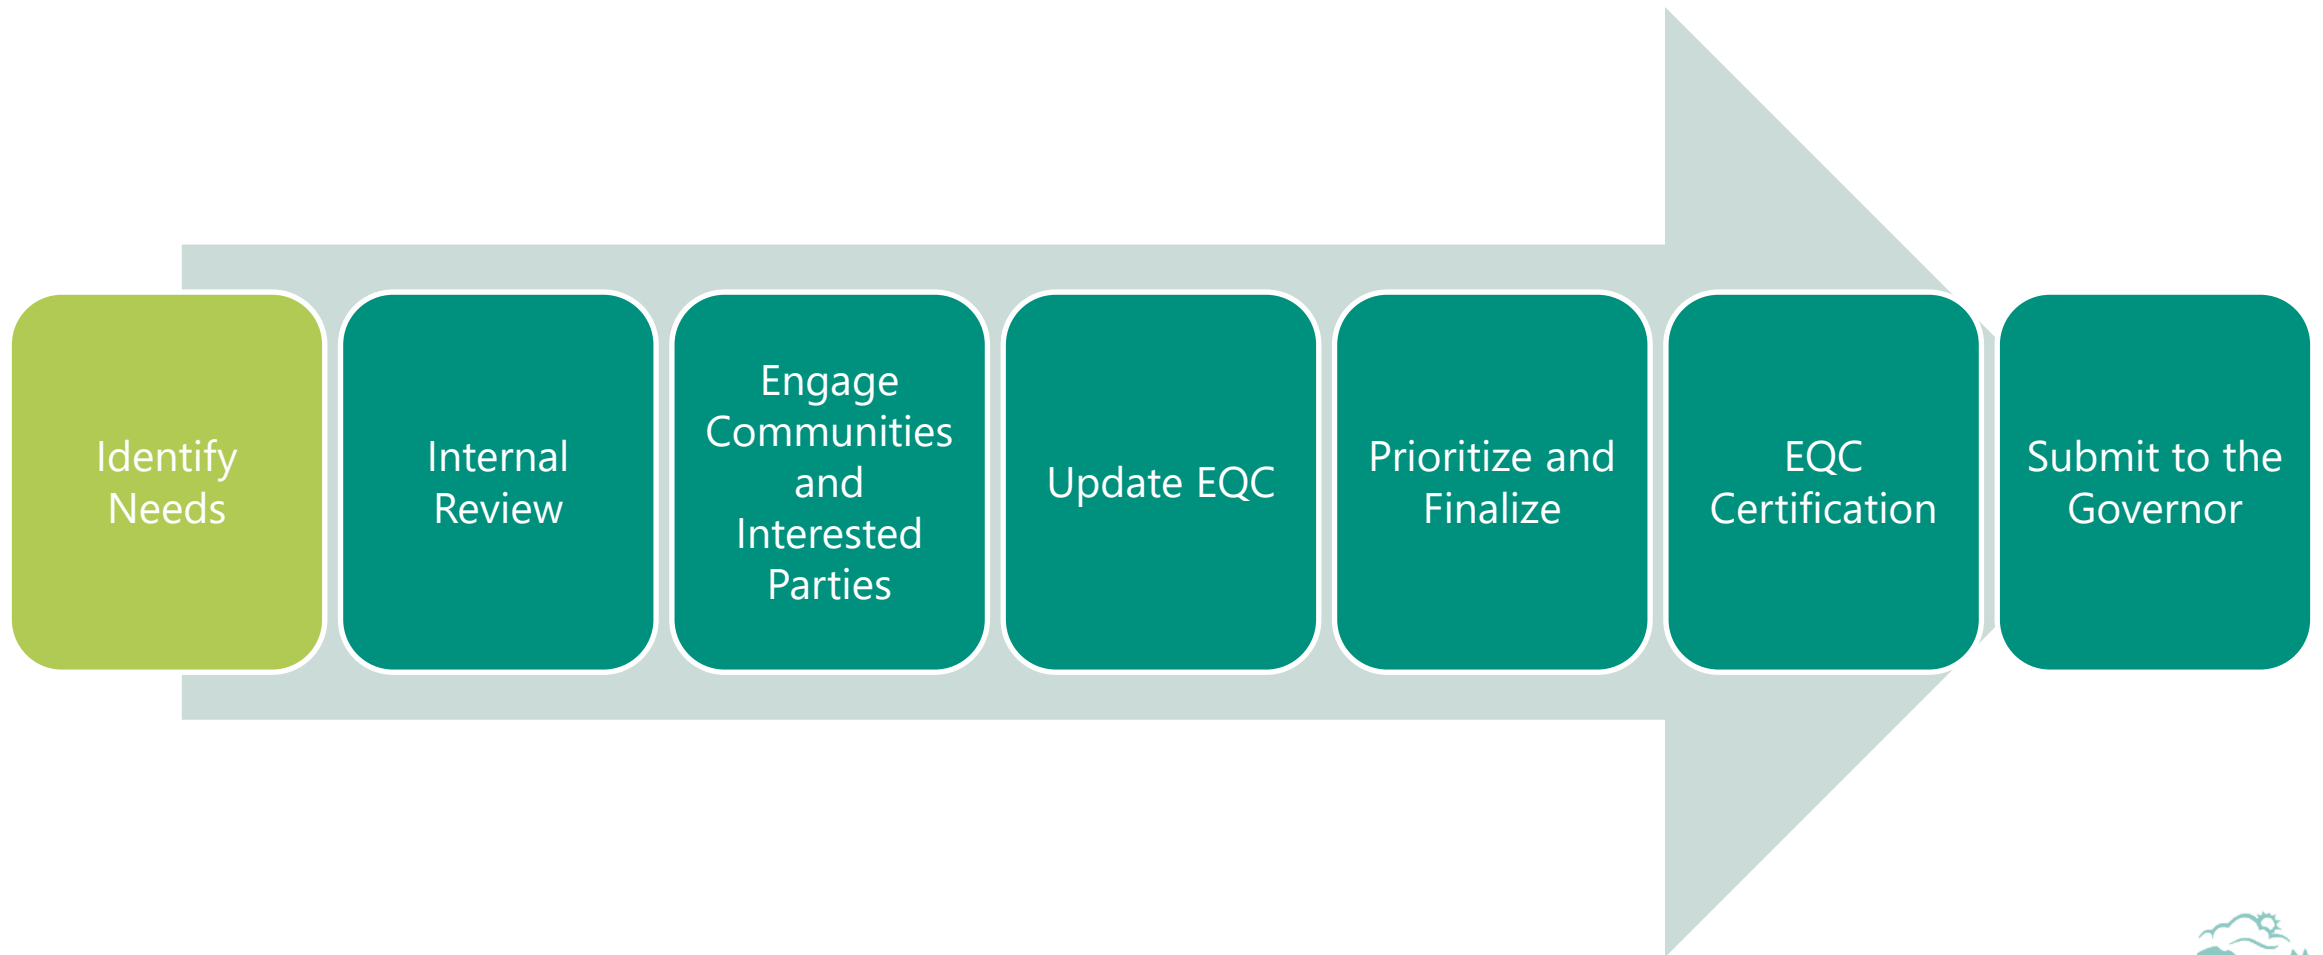 Identify
Needs
Internal
Review
Engage
Communities
and
Interested
Parties
Update EQC
Prioritize and
Finalize
EQC
Certification
Submit to the
Governor